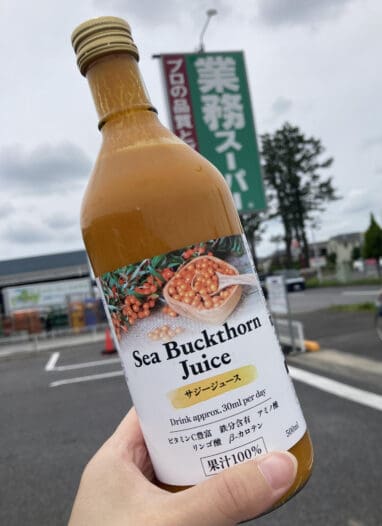 プロの品質と
業務スーパー
Sea Buckthorn
Juice
サジージュース
Drink approx. 30ml per day
ビタミンC豊富 鉄分含有 アミノ酸
リンゴ酸 β-カロテン
果汁100%
500ml